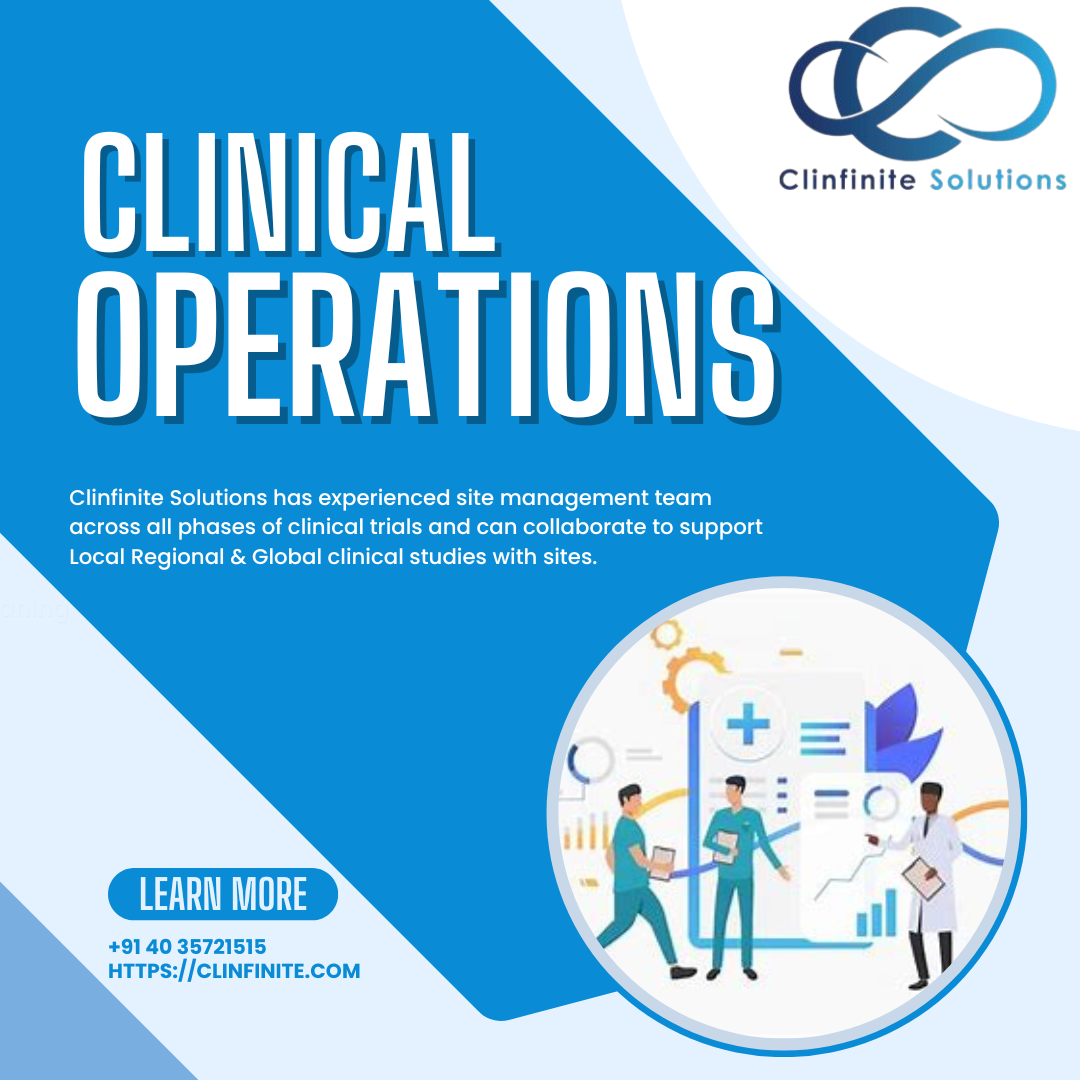 Clinfinite Solutions
CLINICAL
OPERATIONS
Clinfinite Solutions has experienced site management team
across all phases of clinical trials and can collaborate to support
Local Regional & Global clinical studies with sites.
LEARN MORE
+91 40 35721515
HTTPS://CLINFINITE.COM